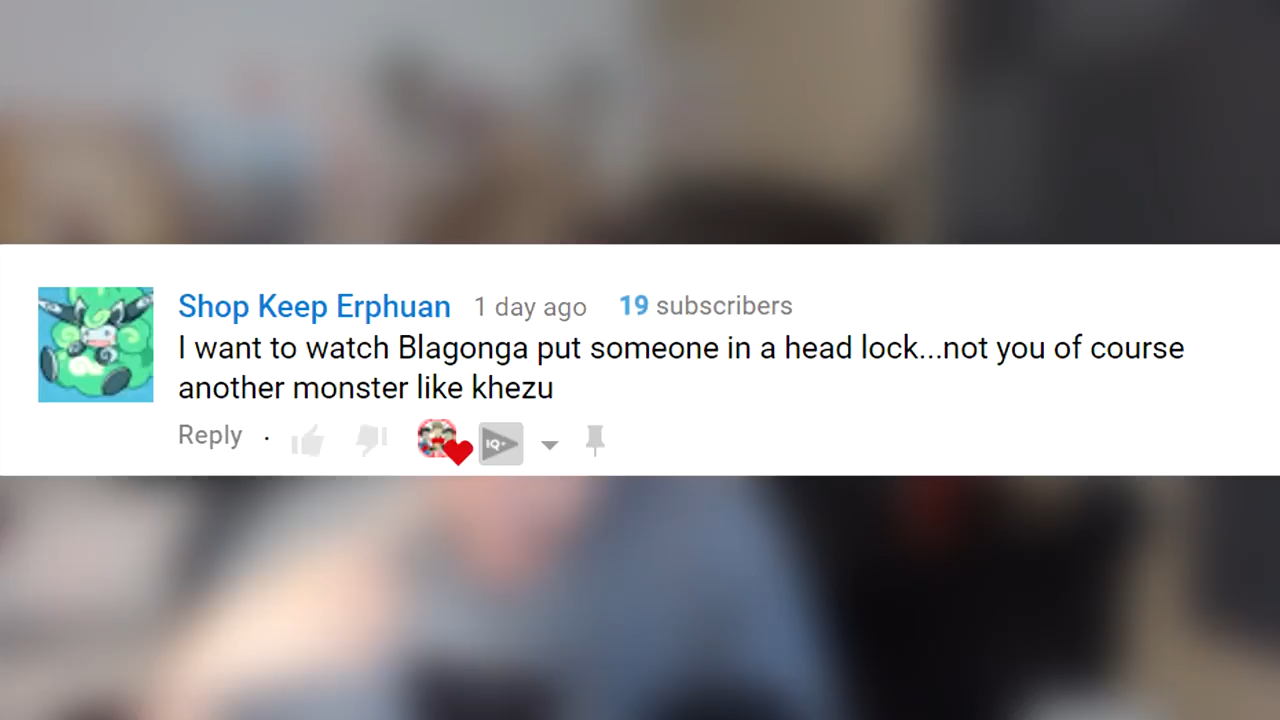 Shop Keep Erphuan 1 day ago 19 subscribers
I want to watch Blagonga put someone in a head lock...not you of course
another monster like khezu
Reply ·
IQ+